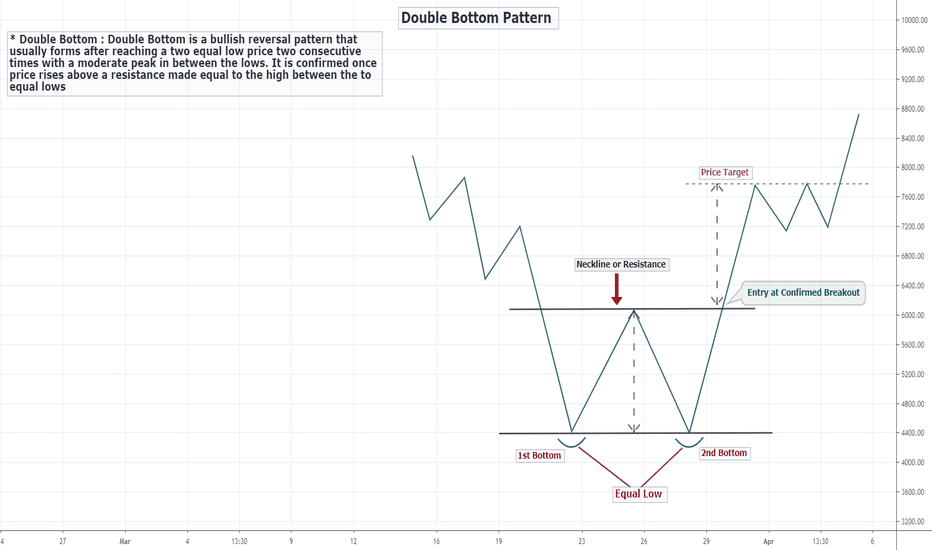 Double Bottom Pattern
* Double Bottom : Double Bottom is a bullish reversal pattern that
usually forms after reaching a two equal low price two consecutive
times with a moderate peak in between the lows. It is confirmed once
price rises above a resistance made equal to the high between the to
equal lows
10000.00
9600.00
9200.00
8800.00
8400.00
8000.00
7600.00
7200.00
6800.00
6400.00
6000.00
5600.00
5200.00
4800.00
4400.00
4000.00
3600.00
3200.00
Price Target
Neckline or Resistance
Entry at Confirmed Breakout
1st Bottom
2nd Bottom
Equal Low
4 27 Mar 4 13:30 9 12 16 19 23 26 29 Apr 13:30 6